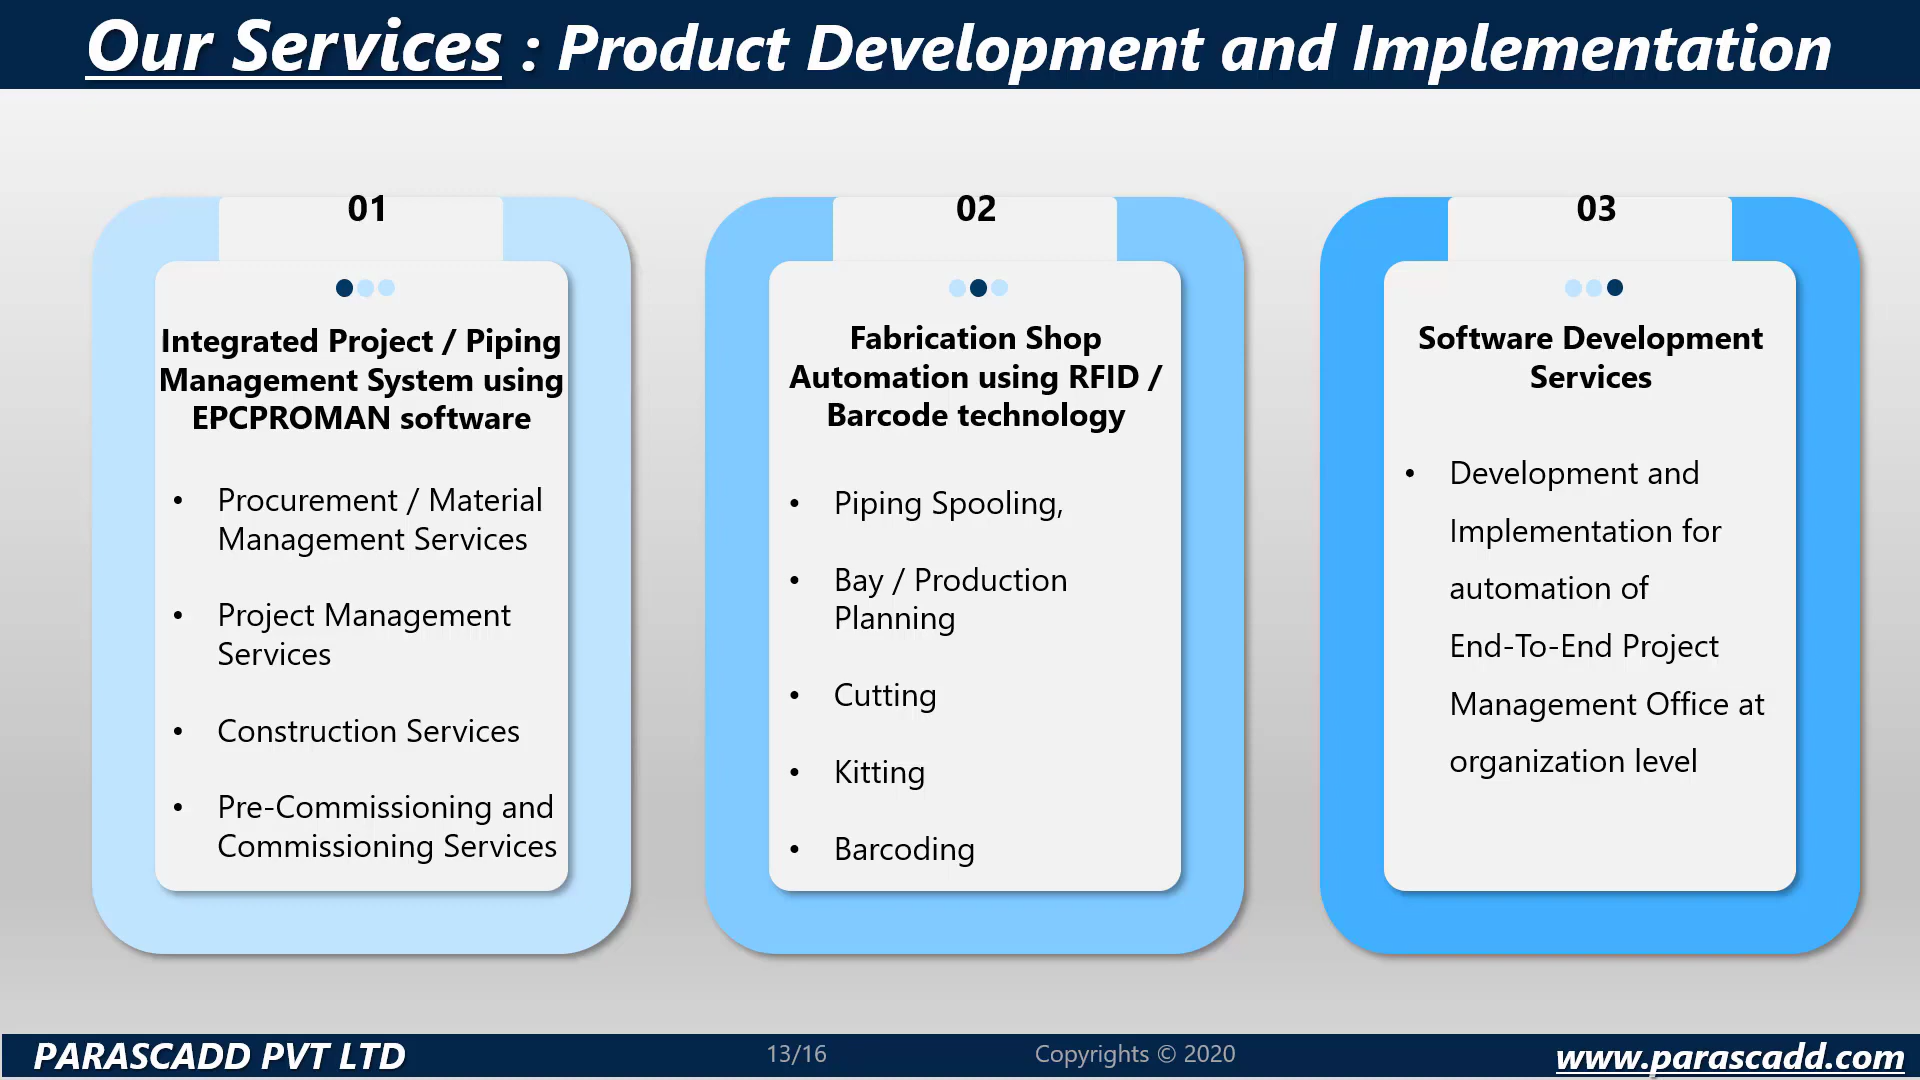 Our Services : Product Development and Implementation
01
Integrated Project / Piping
Management System using
EPCPROMAN software
• Procurement / Material
Management Services
• Project Management
Services
• Construction Services
• Pre-Commissioning and
Commissioning Services
02
Fabrication Shop
Automation using RFID /
Barcode technology
• Piping Spooling,
• Bay / Production
Planning
• Cutting
• Kitting
• Barcoding
03
Software Development
Services
• Development and
Implementation for
automation of
End-To-End Project
Management Office at
organization level
PARASCADD PVT LTD
13/16
Copyrights © 2020
www.parascadd.com